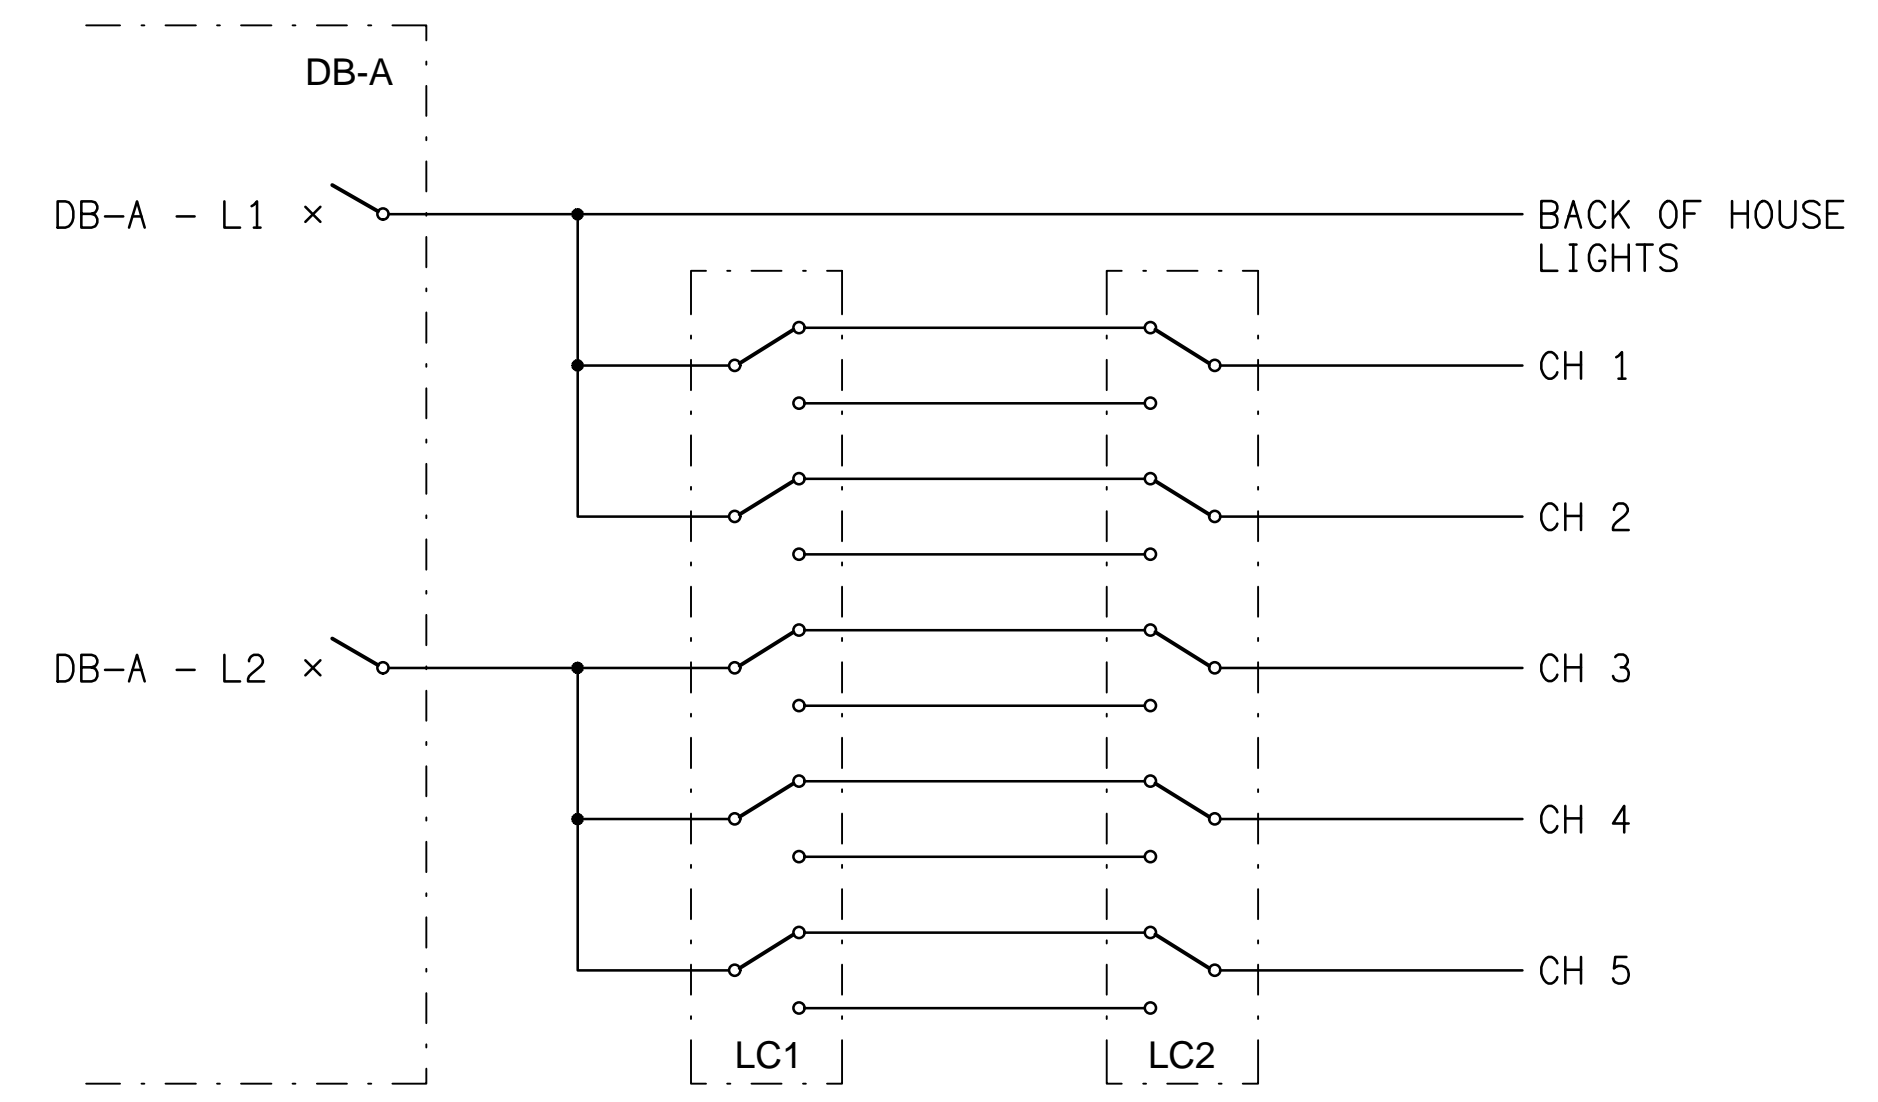 DB-A
DB-A - L1 ×
BACK OF HOUSE
LIGHTS
CH 1
CH 2
DB-A - L2 ×
CH 3
CH 4
CH 5
LC1
LC2